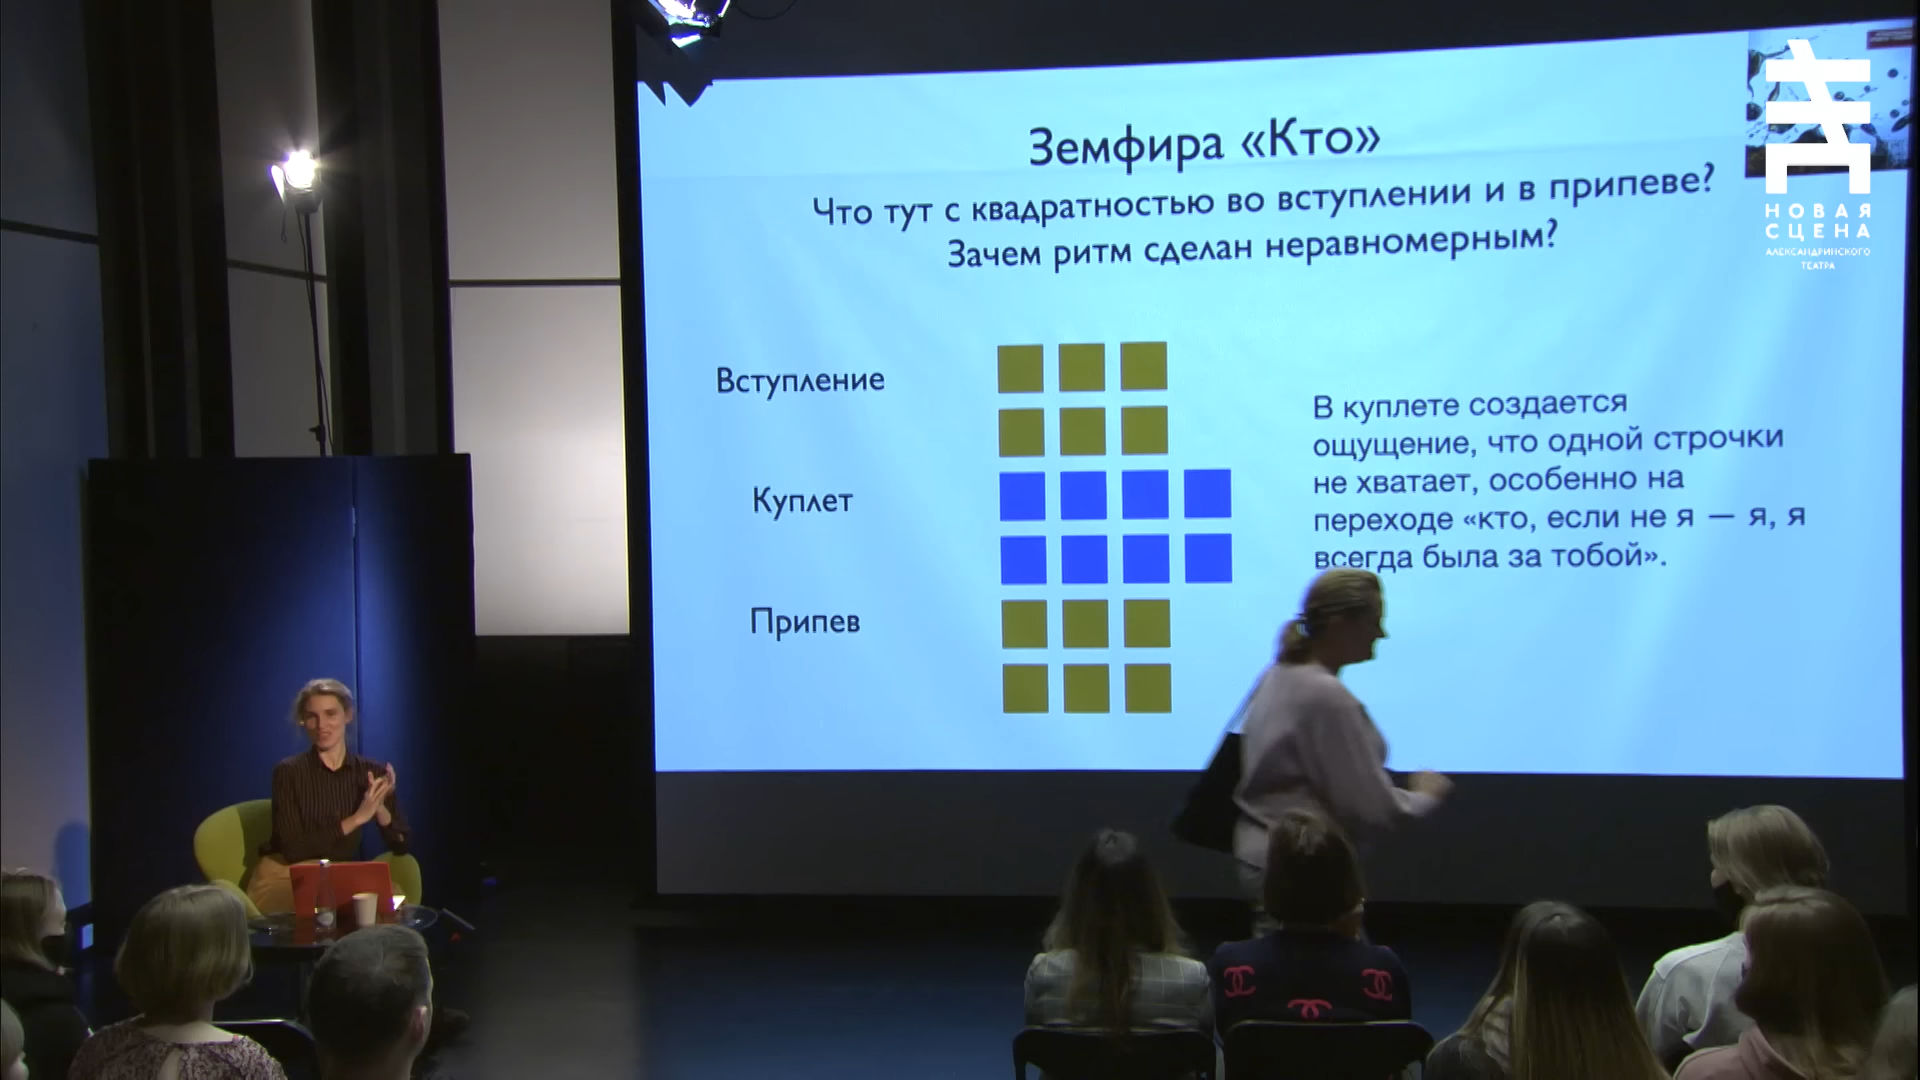 Земфира «Кто»
Что тут с квадратностью во вступлении и в припеве?
Зачем ритм сделан неравномерным?
Вступление
Куплет
Припев
В куплете создается
ощущение, что одной строчки
не хватает, особенно на
переходе «кто, если не я — я, я
всегда была за тобой».
НОВАЯ
СЦЕНА
АЛЕКСАНДРИНСКОГО
ТЕАТРА